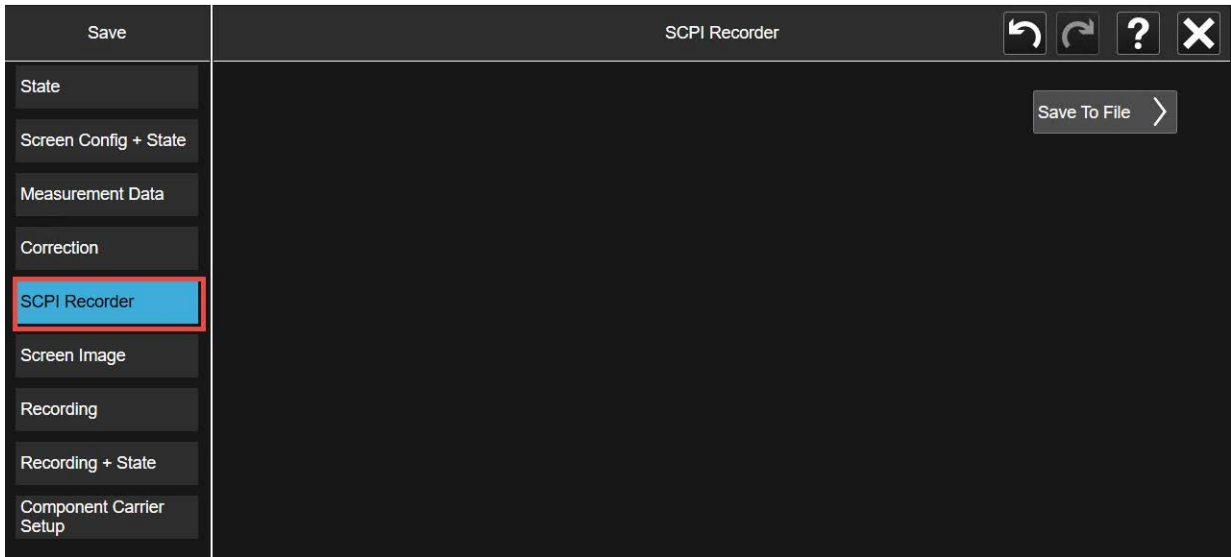 Save
SCPI Recorder
?
State
Save To File
Screen Config + State
Measurement Data
Correction
SCPI Recorder
Screen Image
Recording
Recording + State
Component Carrier
Setup